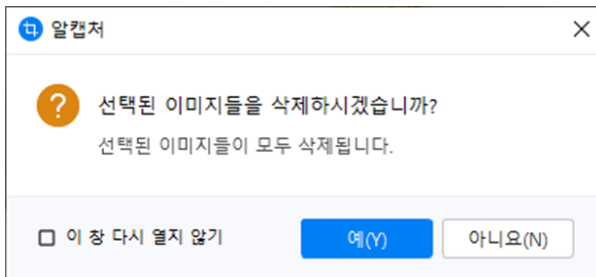 알캡처
선택된 이미지들을 삭제하시겠습니까?
선택된 이미지들이 모두 삭제됩니다.
이 창 다시 열지 않기
예(Y)
아니요(N)